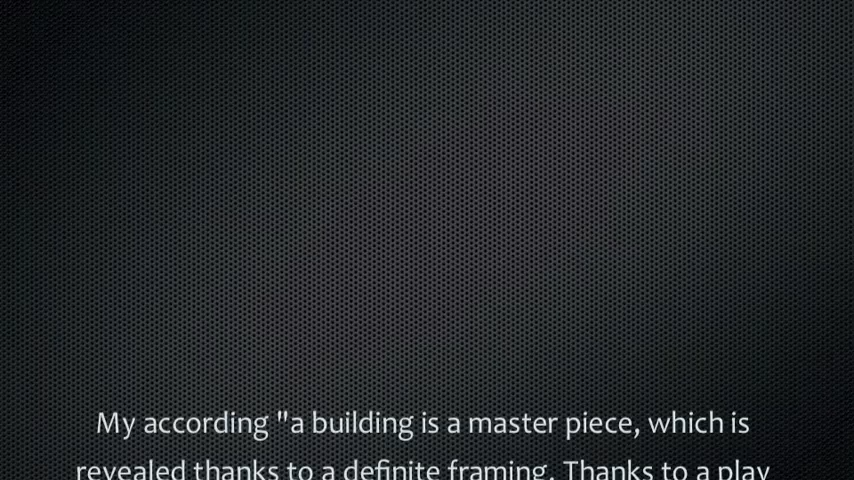 My according "a building is a master piece, which is
revealed thanks to a definite framing. Thanks to a play